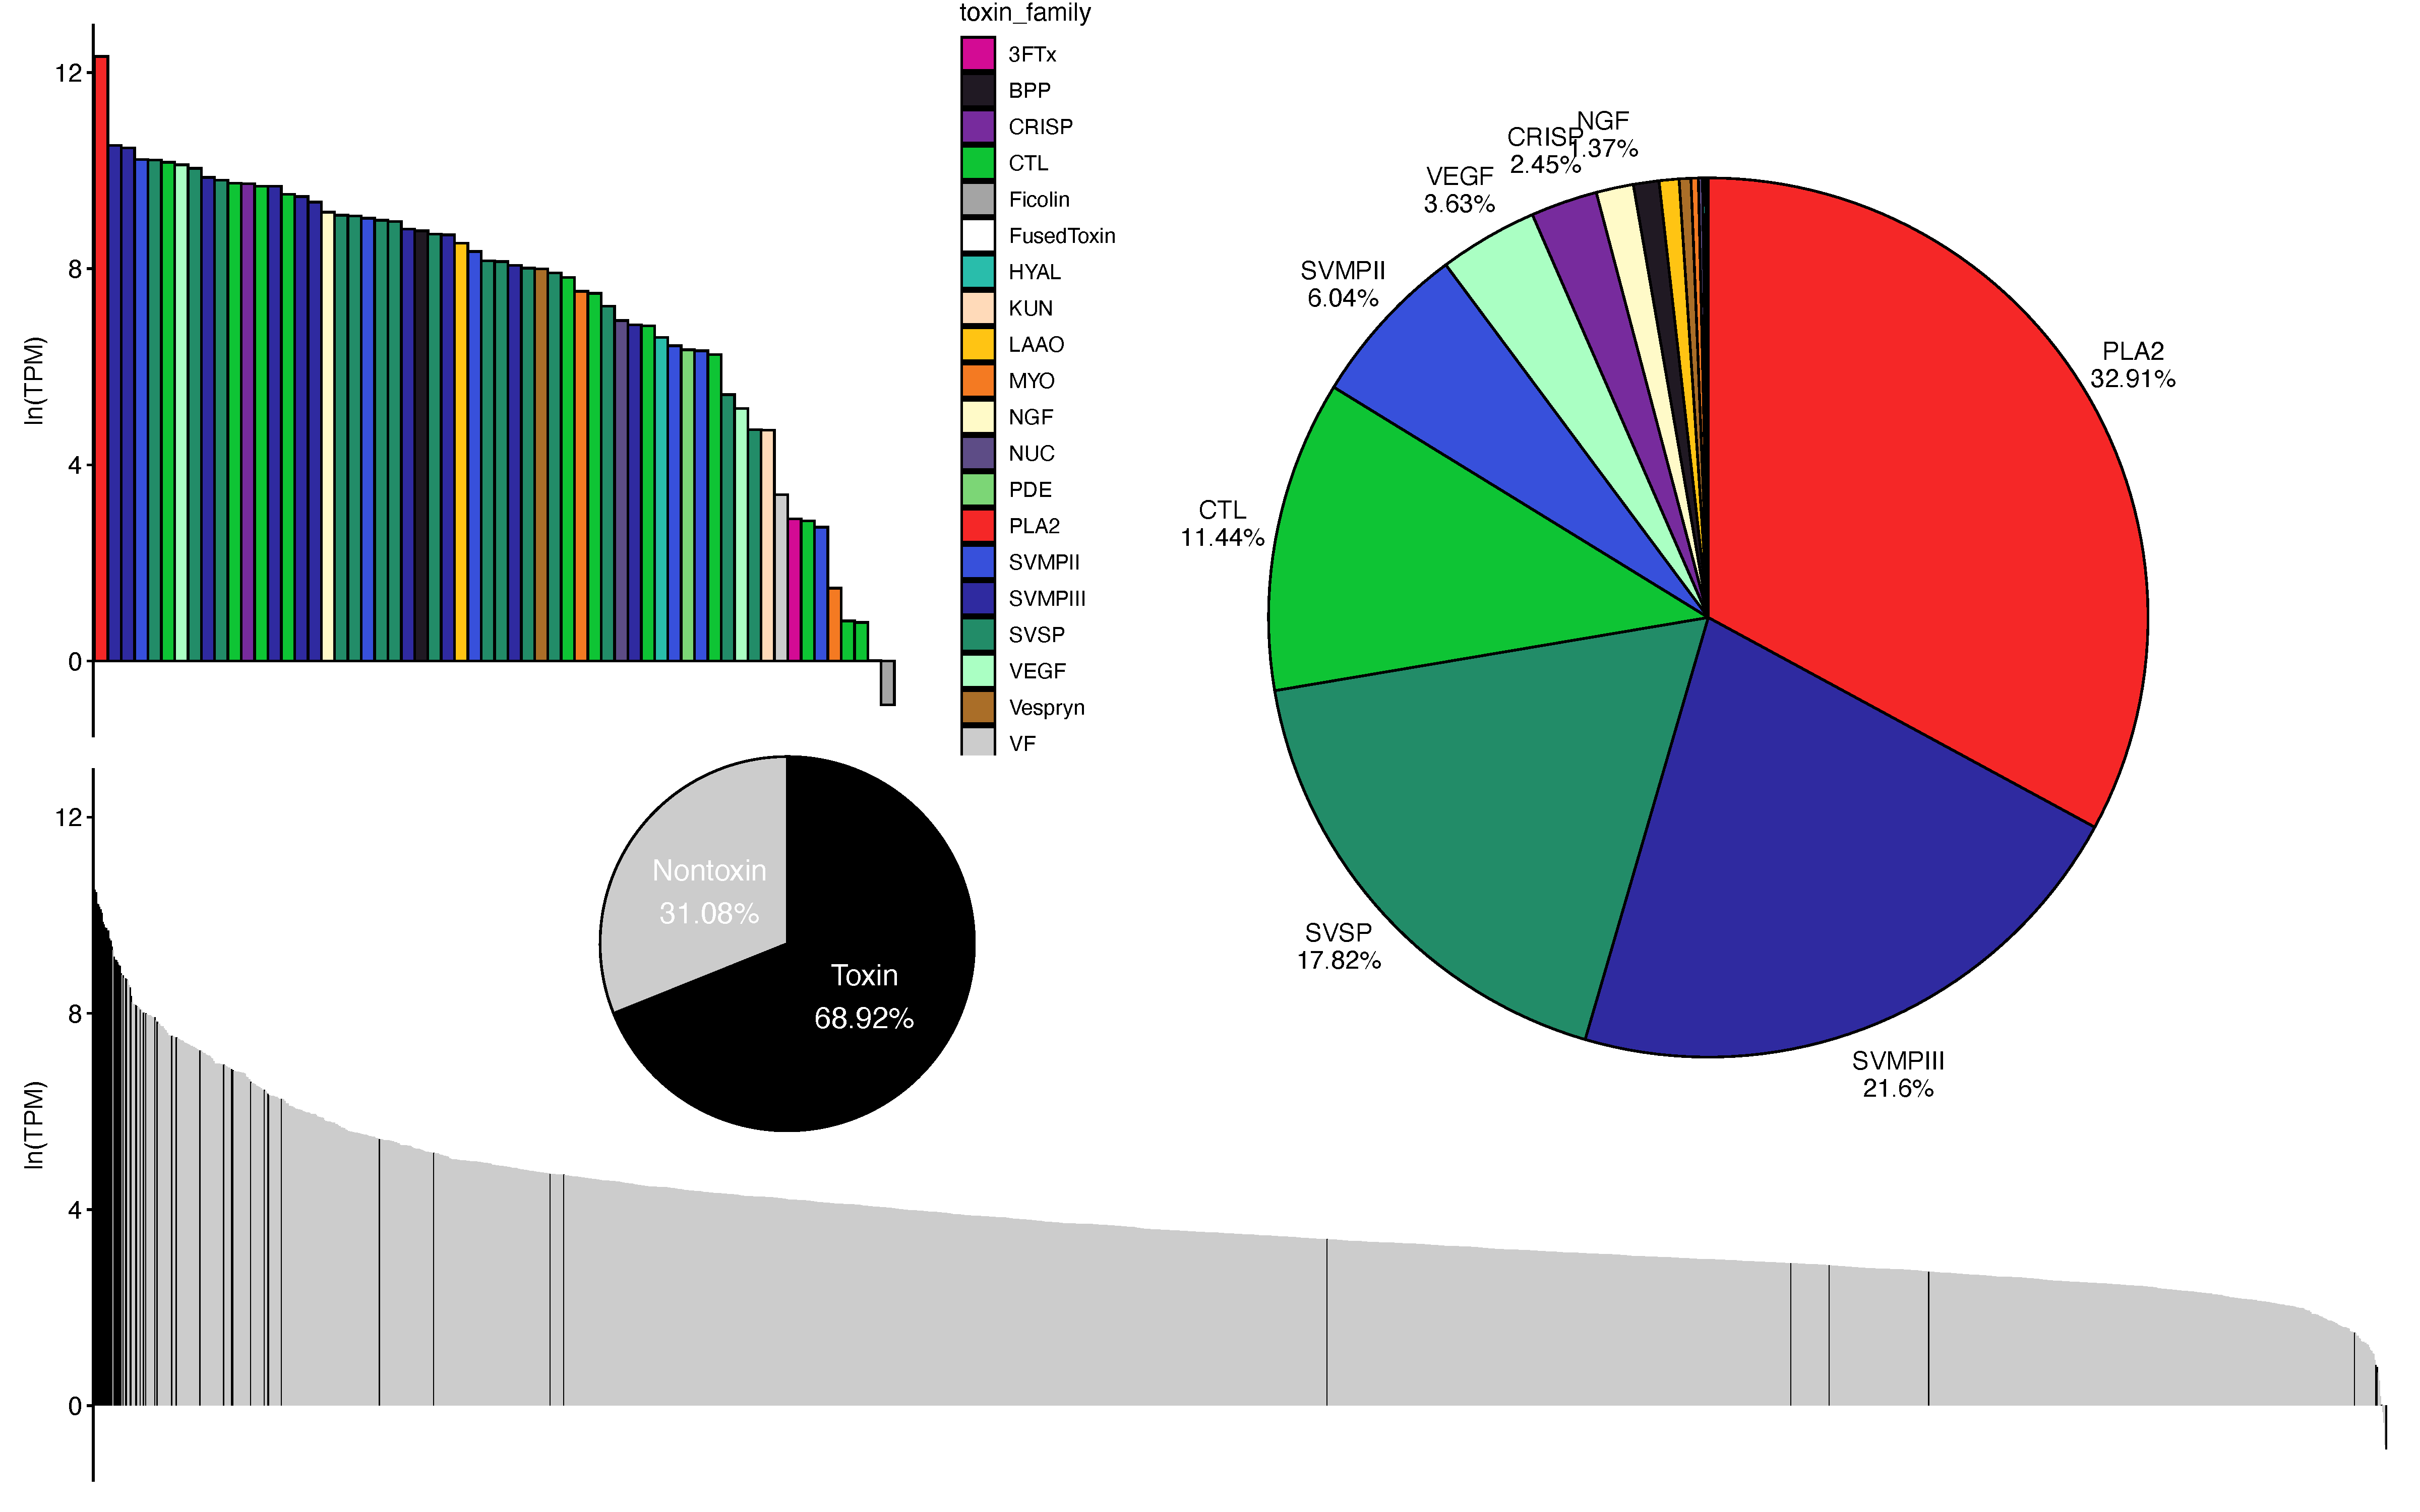 toxin_family
3FTx
BPP
CRISP
CTL
Ficolin
FusedToxin
HYAL
KUN
LAAO
MYO
NGF
NUC
PDE
PLA2
SVMPII
SVMPIII
SVSP
VEGF
Vespryn
VF
12
8
4
0
ln(TPM)
NGF
1.37%
CRISP
2.45%
VEGF
3.63%
SVMPII
6.04%
PLA2
32.91%
CTL
11.44%
SVSP
17.82%
SVMPIII
21.6%
Nontoxin
31.08%
Toxin
68.92%
12
8
4
0
ln(TPM)